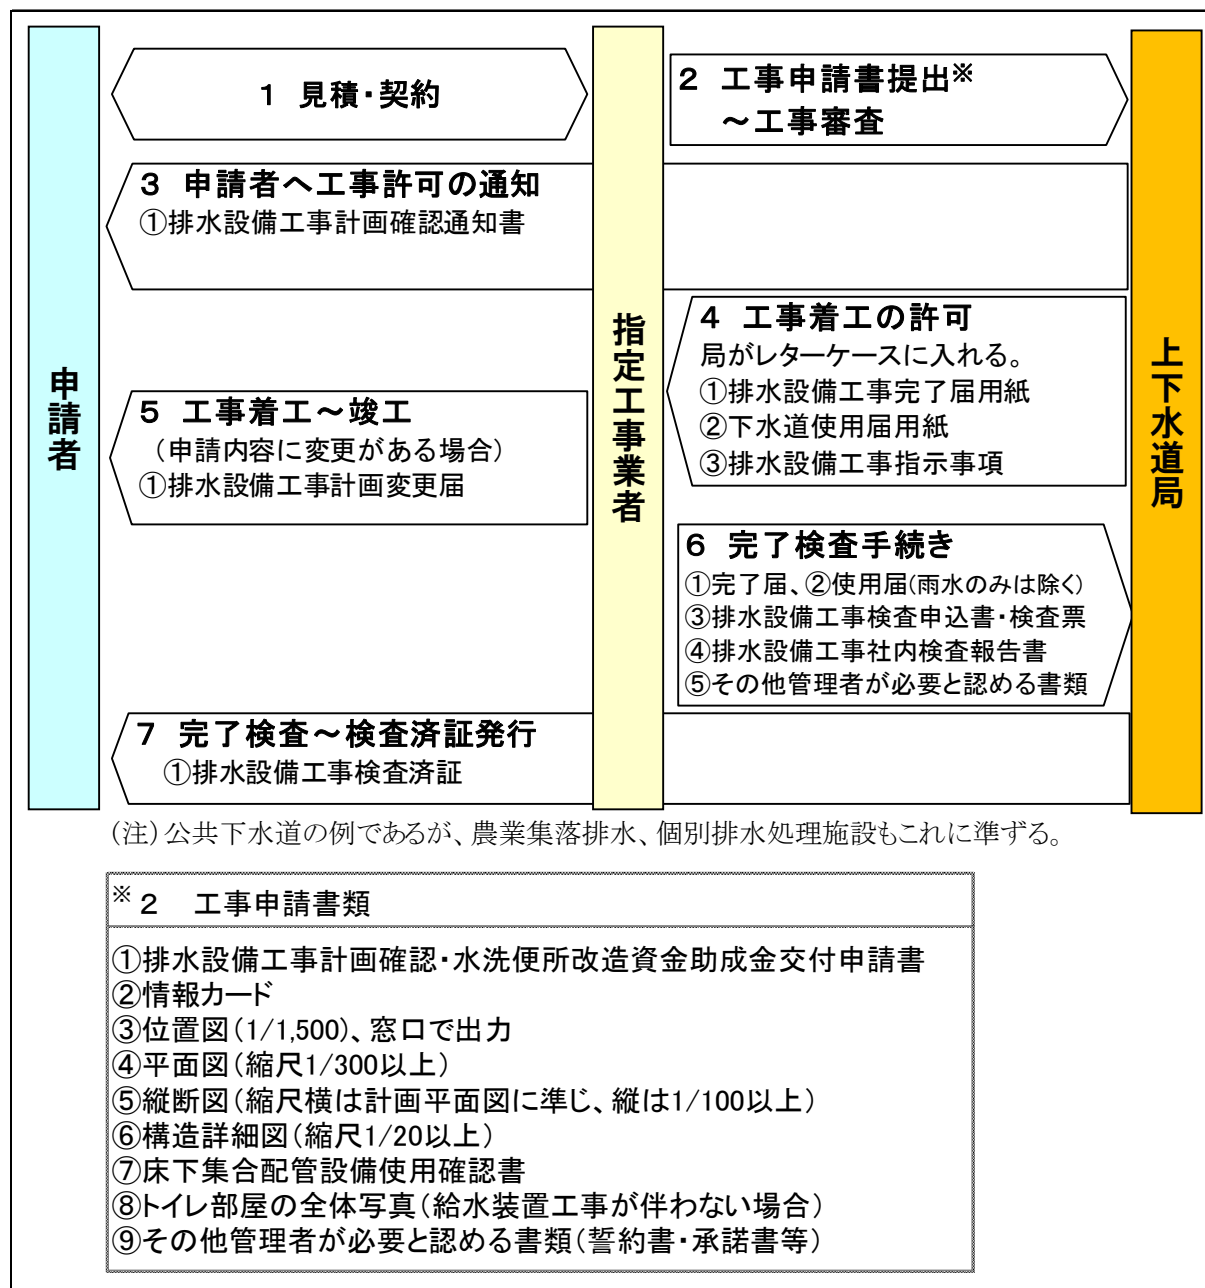 申請者
指定工事業者
上下水道局
1 見積・契約
2 工事申請書提出※
～工事審査
3 申請者へ工事許可の通知
①排水設備工事計画確認通知書
4 工事着工の許可
局がレターケースに入れる。
①排水設備工事完了届用紙
②下水道使用届用紙
③排水設備工事指示事項
5 工事着工～竣工
（申請内容に変更がある場合）
①排水設備工事計画変更届
6 完了検査手続き
①完了届、②使用届(雨水のみは除く)
③排水設備工事検査申込書・検査票
④排水設備工事社内検査報告書
⑤その他管理者が必要と認める書類
7 完了検査～検査済証発行
①排水設備工事検査済証
(注)公共下水道の例であるが、農業集落排水、個別排水処理施設もこれに準ずる。
※2 工事申請書類
①排水設備工事計画確認・水洗便所改造資金助成金交付申請書
②情報カード
③位置図(1/1,500)、窓口で出力
④平面図(縮尺1/300以上)
⑤縦断図(縮尺横は計画平面図に準じ、縦は1/100以上)
⑥構造詳細図(縮尺1/20以上)
⑦床下集合配管設備使用確認書
⑧トイレ部屋の全体写真(給水装置工事が伴わない場合)
⑨その他管理者が必要と認める書類(誓約書・承諾書等)